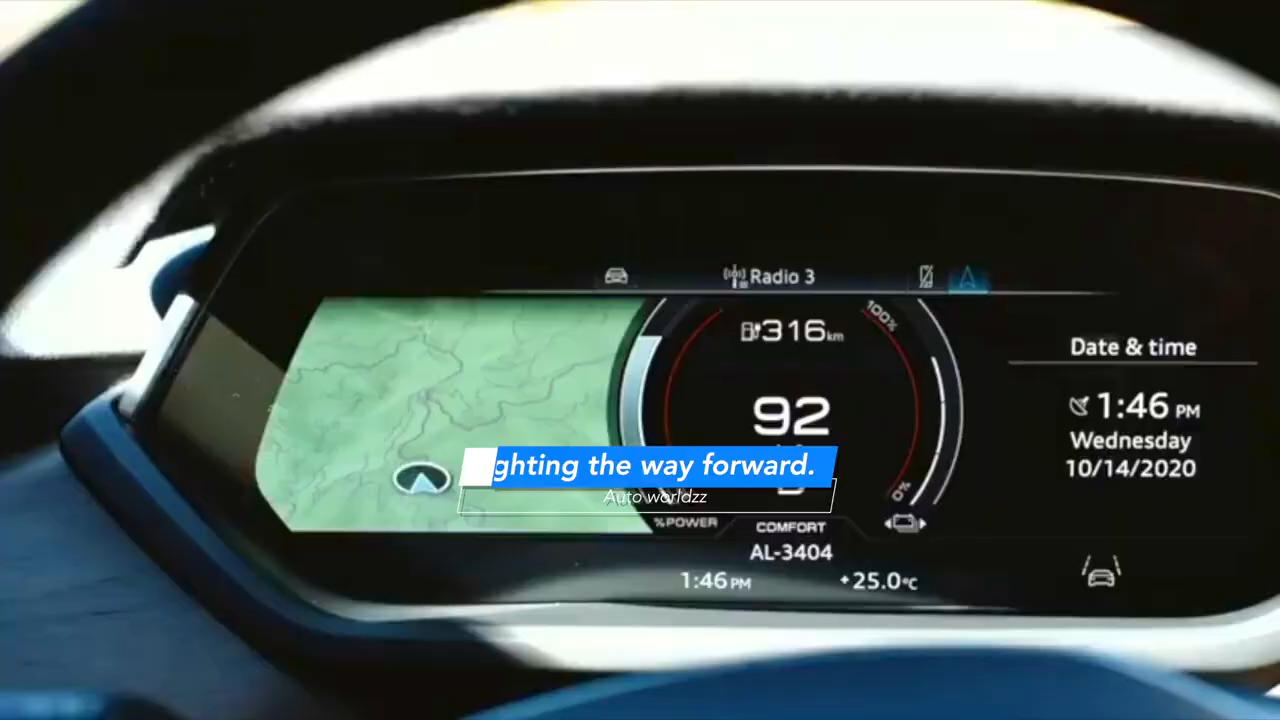 Radio 3
100%
316km
Date & time
92
1:46 PM
Wednesday
10/14/2020
ghting the way forward.
Auto worldzz
0%
%POWER
COMFORT
AL-3404
1:46 PM
+25.0°C